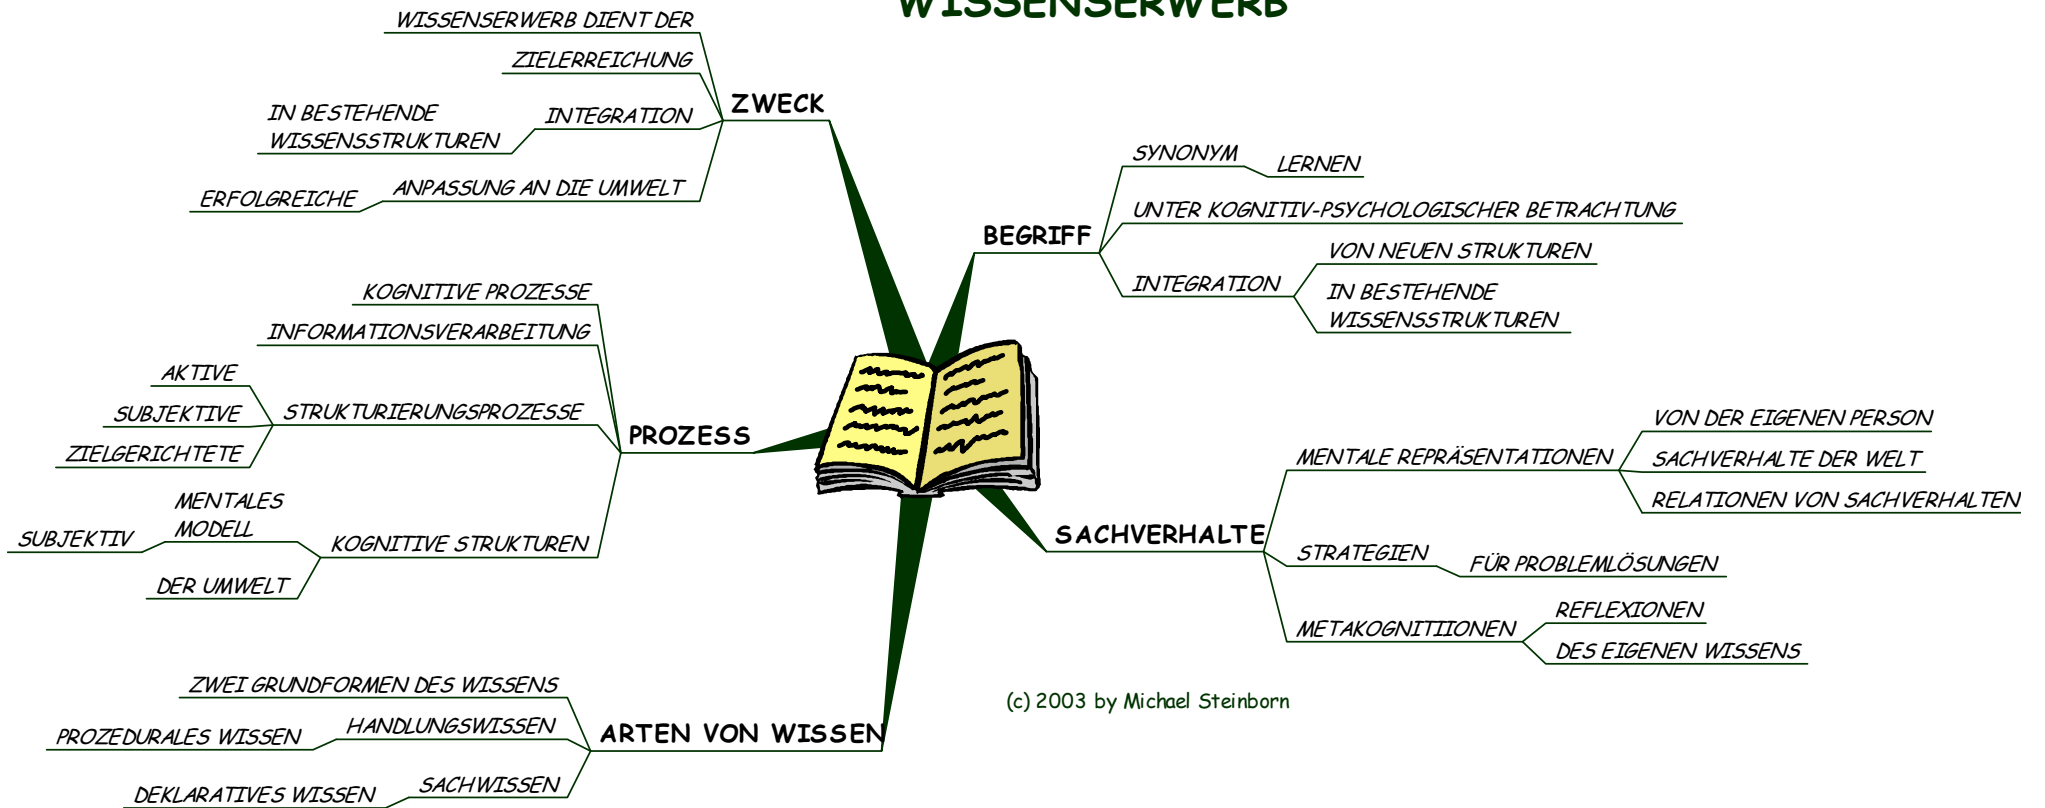 WISSENSERWERB
WISSENSERWERB DIENT DER
ZIELERREICHUNG
ZWECK
INTEGRATION
IN BESTEHENDE
WISSENSSTRUKTUREN
ANPASSUNG AN DIE UMWELT
ERFOLGREICHE
BEGRIFF
SYNONYM
LERNEN
UNTER KOGNITIV-PSYCHOLOGISCHER BETRACHTUNG
INTEGRATION
VON NEUEN STRUKTUREN
IN BESTEHENDE
WISSENSSTRUKTUREN
PROZESS
KOGNITIVE PROZESSE
INFORMATIONSVERARBEITUNG
STRUKTURIERUNGSPROZESSE
AKTIVE
SUBJEKTIVE
ZIELGERICHTETE
KOGNITIVE STRUKTUREN
MENTALES
MODELL
SUBJEKTIV
DER UMWELT
SACHVERHALTE
MENTALE REPRÄSENTATIONEN
VON DER EIGENEN PERSON
SACHVERHALTE DER WELT
RELATIONEN VON SACHVERHALTEN
STRATEGIEN
FÜR PROBLEMLÖSUNGEN
METAKOGNITIIONEN
REFLEXIONEN
DES EIGENEN WISSENS
ARTEN VON WISSEN
ZWEI GRUNDFORMEN DES WISSENS
HANDLUNGSWISSEN
PROZEDURALES WISSEN
SACHWISSEN
DEKLARATIVES WISSEN
(c) 2003 by Michael Steinborn